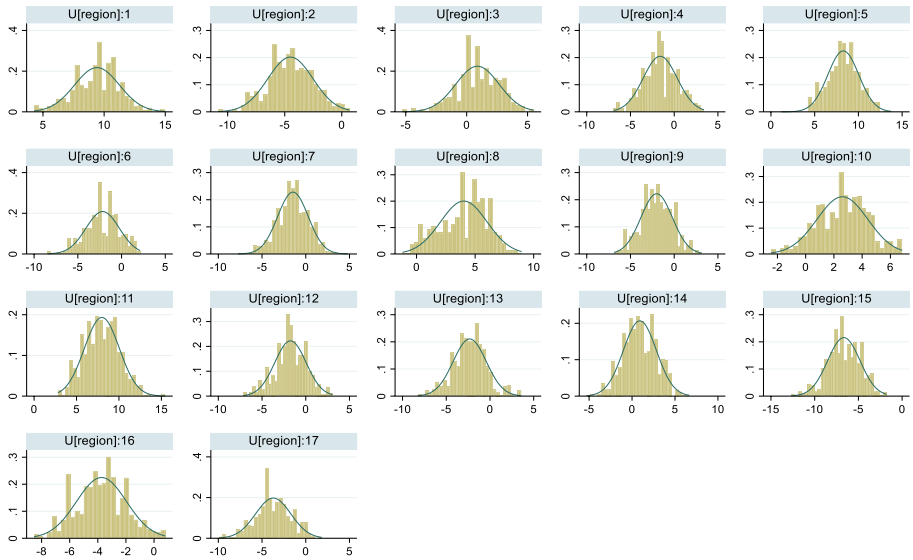 U[region]:1 U[region]:2 U[region]:3 U[region]:4 U[region]:5
.4 .3 .4 .3 .3
.2 .2 .2 .2 .2
.1 .1 .1
0 0 0 0 0
5 10 15 -10 -5 0 -5 0 5 -10 -5 0 5 0 5 10 15
U[region]:6 U[region]:7 U[region]:8 U[region]:9 U[region]:10
.4 .3 .3 .3 .3
.2 .2 .2 .2 .2
.1 .1 .1 .1
0 0 0 0 0
-10 -5 0 5 -10 -5 0 5 0 5 10 -10 -5 0 5 -2 0 2 4 6
U[region]:11 U[region]:12 U[region]:13 U[region]:14 U[region]:15
.2 .3 .3 .2 .3
.1 .2 .2 .1 .2
.1 .1 .1
0 0 0 0 0
0 5 10 15 -10 -5 0 5 -10 -5 0 5 -5 0 5 10 -15 -10 -5 0
U[region]:16 U[region]:17
.3 .4
.2 .2
.1
0 0
-8 -6 -4 -2 0 -10 -5 0 5